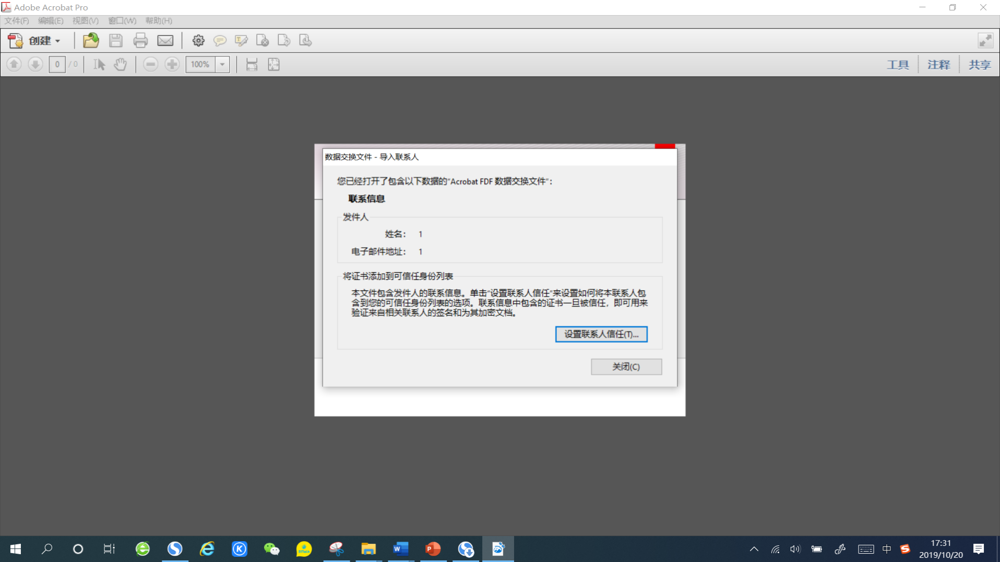 Adobe Acrobat Pro
文件(F) 编辑(E) 视图(V) 窗口(W) 帮助(H)
创建
0 / 0 100% 工具 注释 共享
数据交换文件 - 导入联系人
您已经打开了包含以下数据的“Acrobat FDF 数据交换文件”：
联系信息
发件人
姓名： 1
电子邮件地址： 1
将证书添加到可信任身份列表
本文件包含发件人的联系信息。单击“设置联系人信任”来设置如何将本联系人包
含到您的可信任身份列表的选项。联系信息中包含的证书一旦被信任，即可用来
验证来自相关联系人的签名和为其加密文档。
设置联系人信任(T)...
关闭(C)
中
17:31
2019/10/20